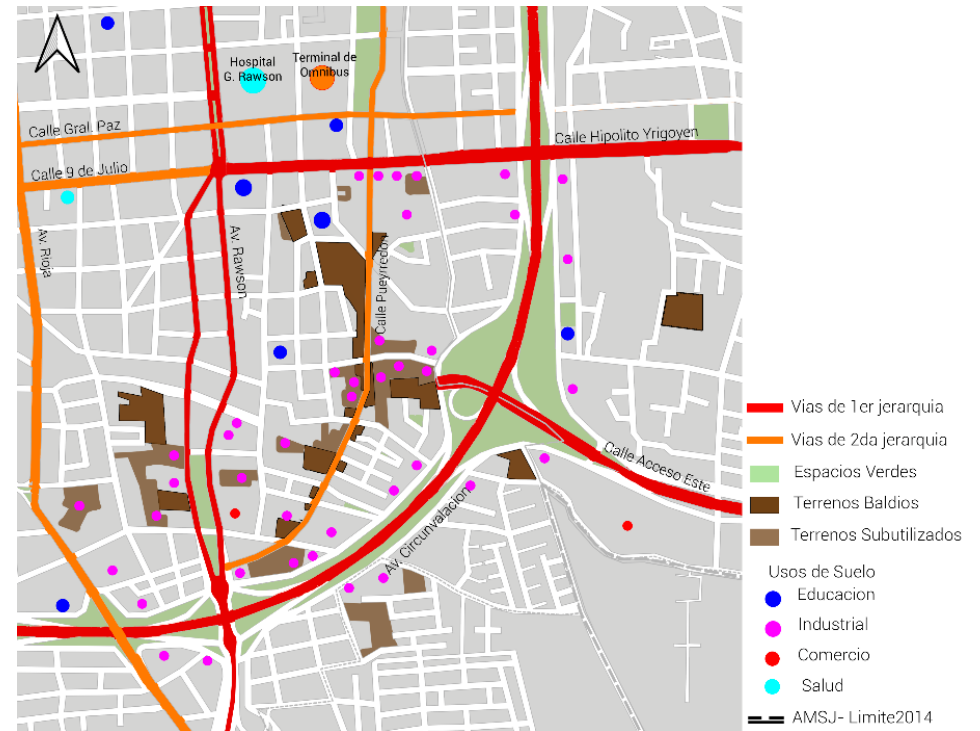 Hospital
G. Rawson
Terminal de
Omnibus
Calle Gral. Paz
Calle Hipolito Yrigoyen
Calle 9 de Julio
Av. Rioja
Av. Rawson
Calle Pueyrredon
Calle Acceso Este
Av. Circunvalacion
Vias de 1er jerarquia
Vias de 2da jerarquia
Espacios Verdes
Terrenos Baldios
Terrenos Subutilizados
Usos de Suelo
Educacion
Industrial
Comercio
Salud
AMSJ- Limite2014